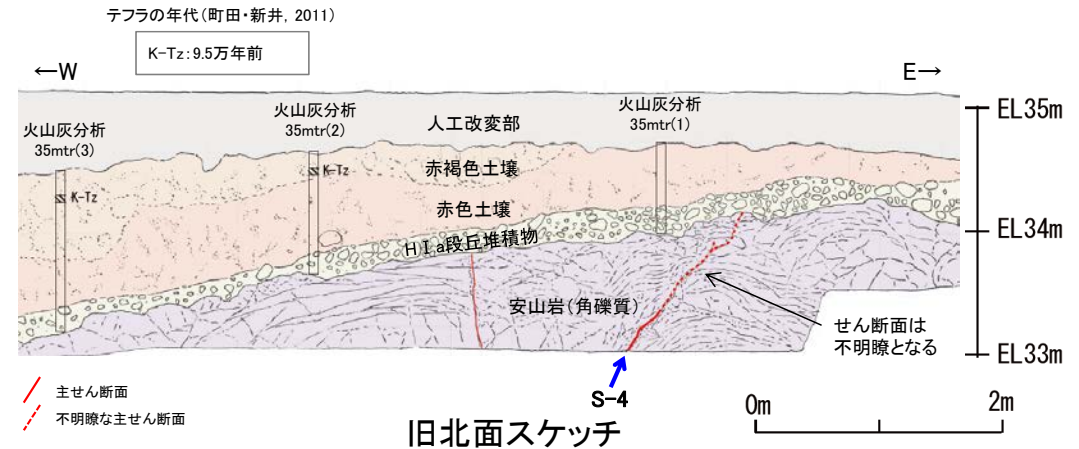 テフラの年代(町田・新井, 2011)
K-Tz:9.5万年前
←W
E→
火山灰分析
35mtr(3)
火山灰分析
35mtr(2)
火山灰分析
35mtr(1)
人工改変部
EL35m
K-Tz
K-Tz
赤褐色土壌
赤色土壌
HⅠa段丘堆積物
EL34m
安山岩(角礫質)
せん断面は
不明瞭となる
EL33m
主せん断面
不明瞭な主せん断面
S-4
0m
2m
旧北面スケッチ